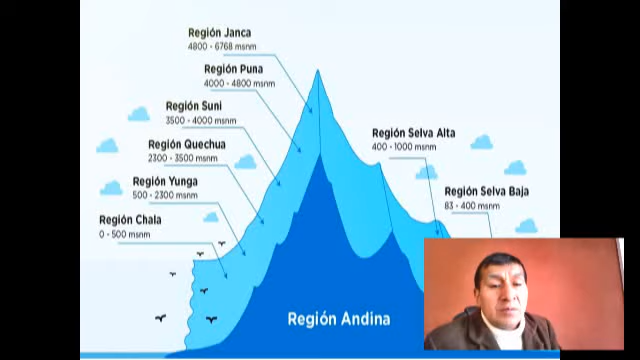 Región Janca
4800 - 6768 msnm
Región Puna
4000 - 4800 msnm
Región Suni
3500 - 4000 msnm
Región Quechua
2300 - 3500 msnm
Región Yunga
500 - 2300 msnm
Región Chala
0 - 500 msnm
Región Selva Alta
400 - 1000 msnm
Región Selva Baja
83 - 400 msnm
Región Andina